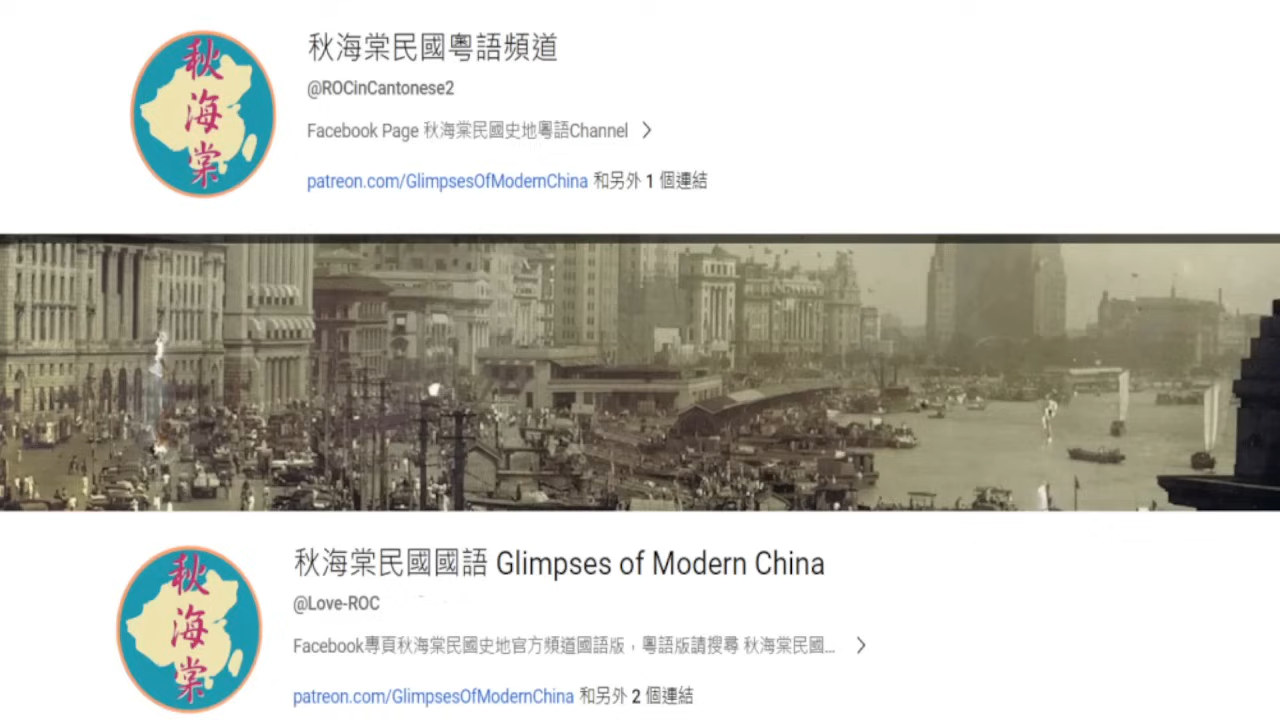 秋海棠
秋海棠民國粵語頻道
@ROCinCantonese2
Facebook Page 秋海棠民國史地粵語Channel
patreon.com/GlimpsesOfModernChina 和另外 1 個連結
秋海棠
秋海棠民國國語 Glimpses of Modern China
@Love-ROC
Facebook專頁秋海棠民國史地官方頻道國語版，粵語版請搜尋 秋海棠民國...
patreon.com/GlimpsesOfModernChina 和另外 2 個連結